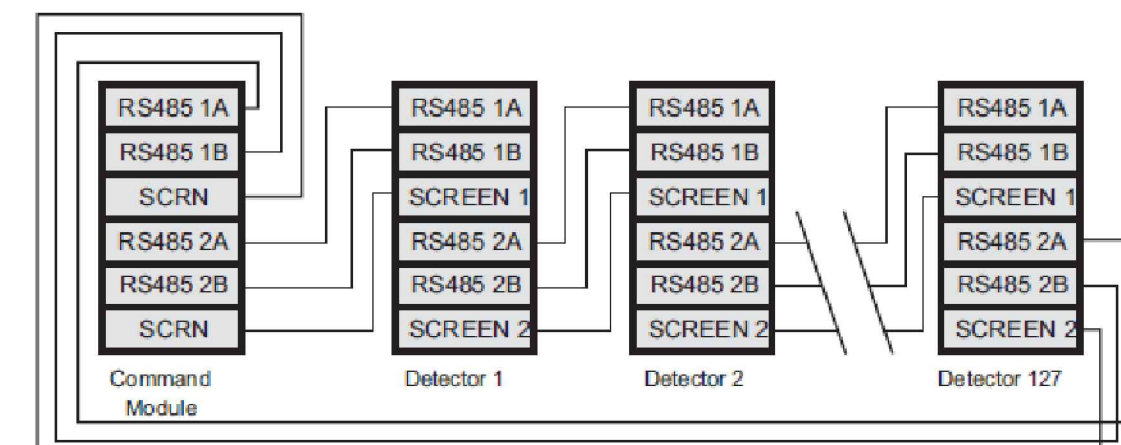 RS485 1A
RS485 1B
SCRN
RS485 2A
RS485 2B
SCRN
Command
Module
RS485 1A
RS485 1B
SCREEN 1
RS485 2A
RS485 2B
SCREEN 2
Detector 1
RS485 1A
RS485 1B
SCREEN 1
RS485 2A
RS485 2B
SCREEN 2
Detector 2
RS485 1A
RS485 1B
SCREEN 1
RS485 2A
RS485 2B
SCREEN 2
Detector 127